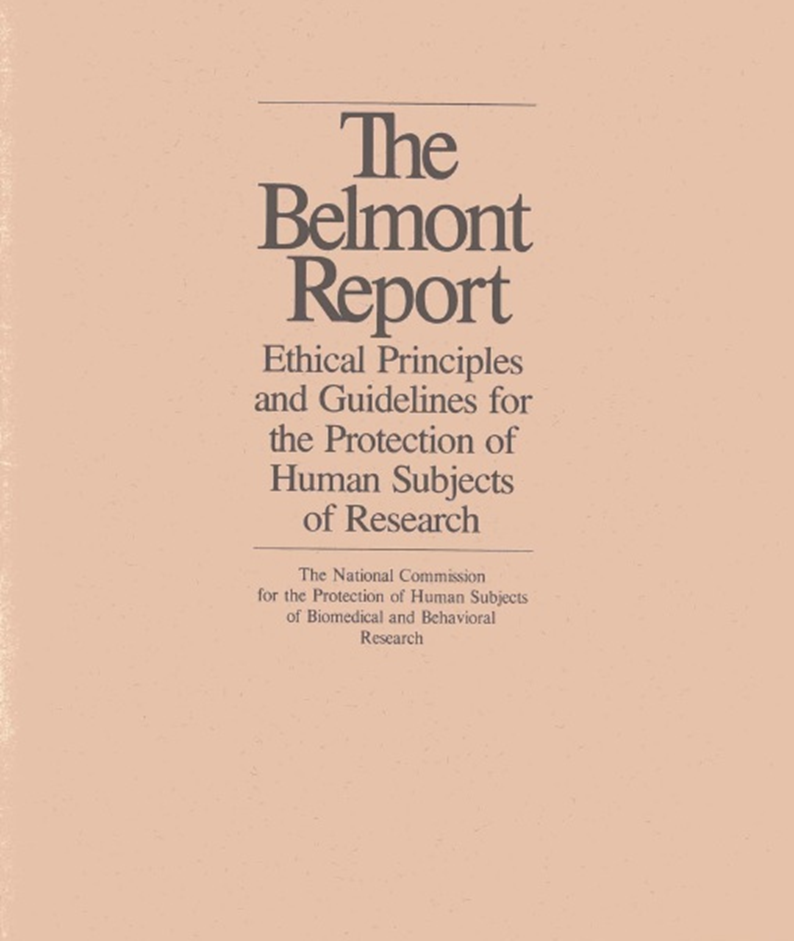 The
Belmont
Report
Ethical Principles
and Guidelines for
the Protection of
Human Subjects
of Research
The National Commission
for the Protection of Human Subjects
of Biomedical and Behavioral
Research